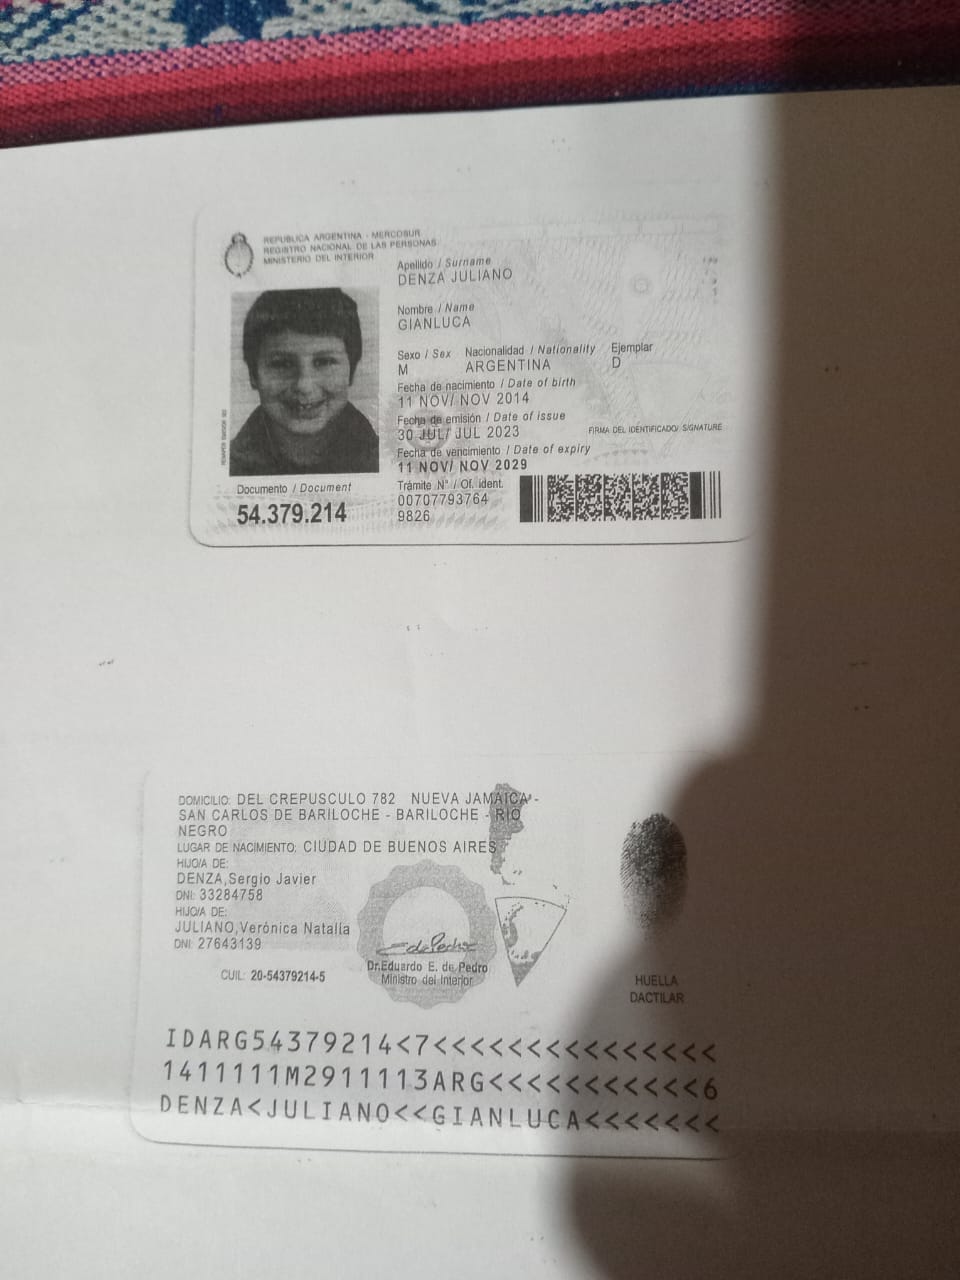 REPUBLICA ARGENTINA - MERCOSUR
REGISTRO NACIONAL DE LAS PERSONAS
MINISTERIO DEL INTERIOR
Apellido / Surname
DENZA JULIANO
Nombre / Name
GIANLUCA
Sexo / Sex Nacionalidad / Nationality Ejemplar
M ARGENTINA D
Fecha de nacimiento / Date of birth
11 NOV/ NOV 2014
Fecha de emisión / Date of issue
30 JUL/ JUL 2023
FIRMA DEL IDENTIFICADO/ SIGNATURE
Fecha de vencimiento / Date of expiry
11 NOV/ NOV 2029
Documento / Document
54.379.214
Trámite N° / Of. ident.
00707793764
9826
DOMICILIO: DEL CREPUSCULO 782 NUEVA JAMAICA -
SAN CARLOS DE BARILOCHE - BARILOCHE - RIO
NEGRO
LUGAR DE NACIMIENTO: CIUDAD DE BUENOS AIRES
HIJO/A DE:
DENZA,Sergio Javier
DNI: 33284758
HIJO/A DE:
JULIANO,Verónica Natalia
DNI: 27643139
CUIL: 20-54379214-5
Dr.Eduardo E. de Pedro
Ministro del Interior
HUELLA
DACTILAR
IDARG54379214<7<<<<<<<<<<<<<<<
1411111M2911113ARG<<<<<<<<<<<6
DENZA<JULIANO<<GIANLUCA<<<<<<<